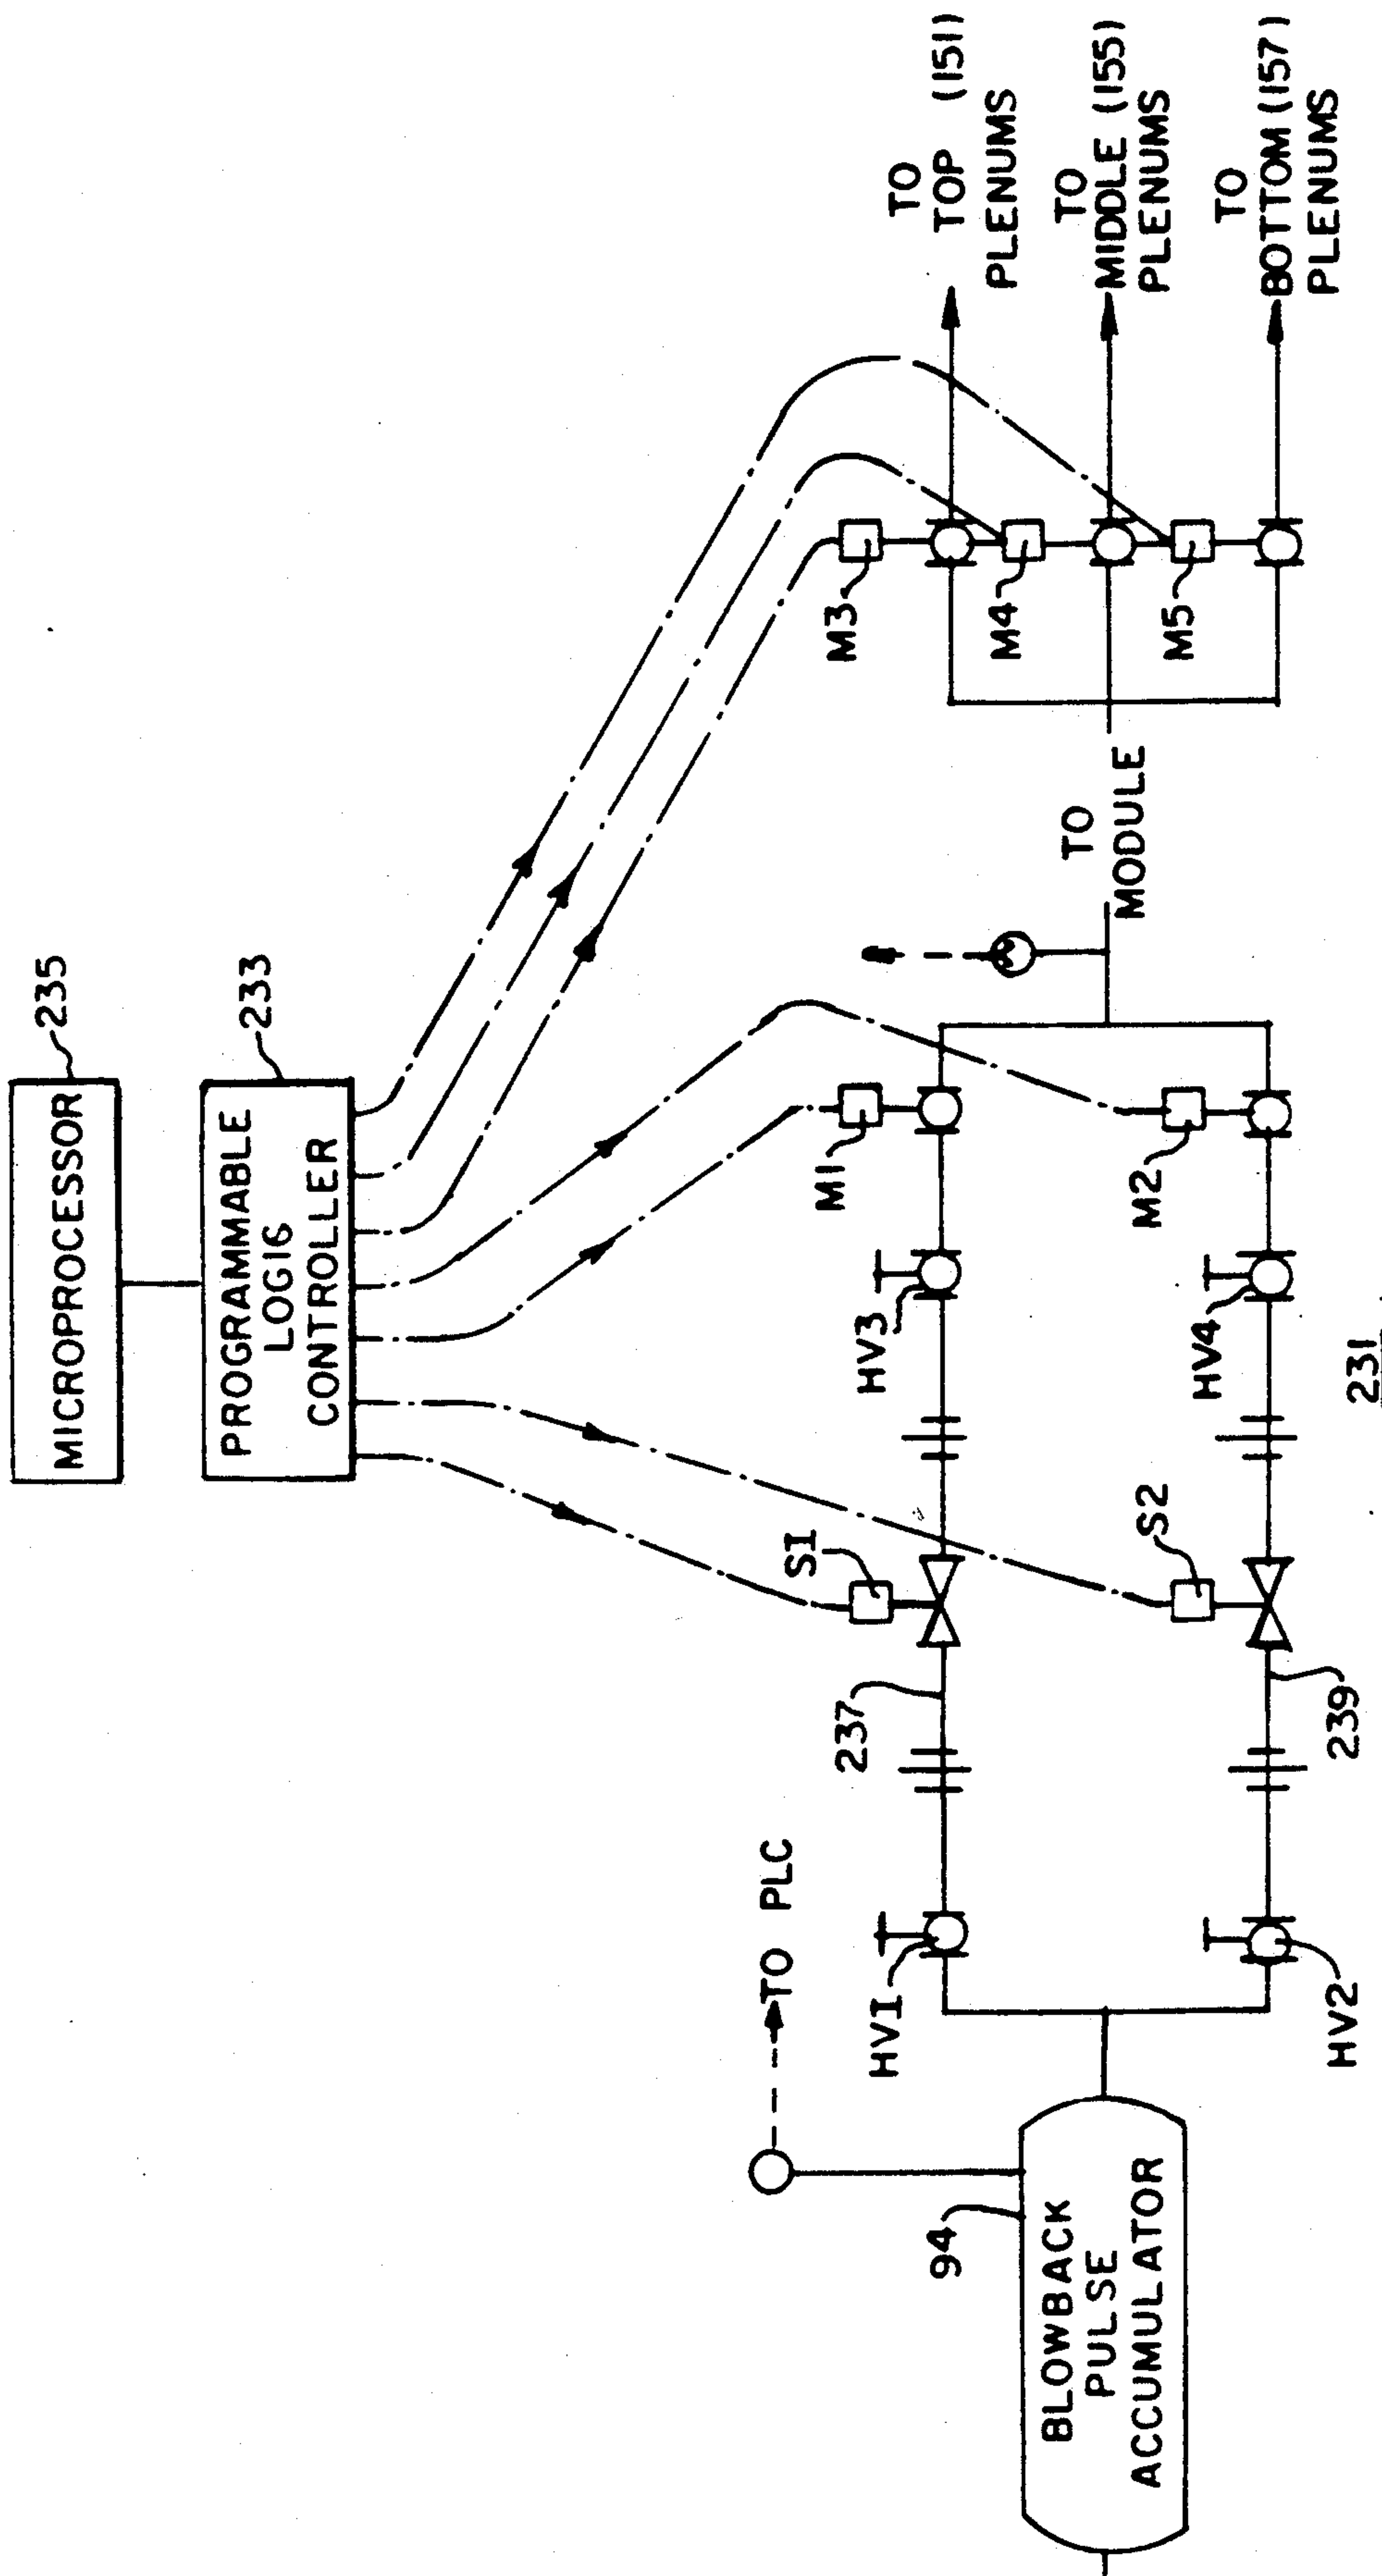 MICROPROCESSOR
235
PROGRAMMABLE
LOGIG
CONTROLLER
233
TO PLC
94
BLOWBACK
PULSE
ACCUMULATOR
HV1
237
S1
HV3
M1
HV2
239
S2
HV4
M2
TO
MODULE
M3
M4
M5
TO
TOP (151)
PLENUMS
TO
MIDDLE (155)
PLENUMS
TO
BOTTOM (157)
PLENUMS
231